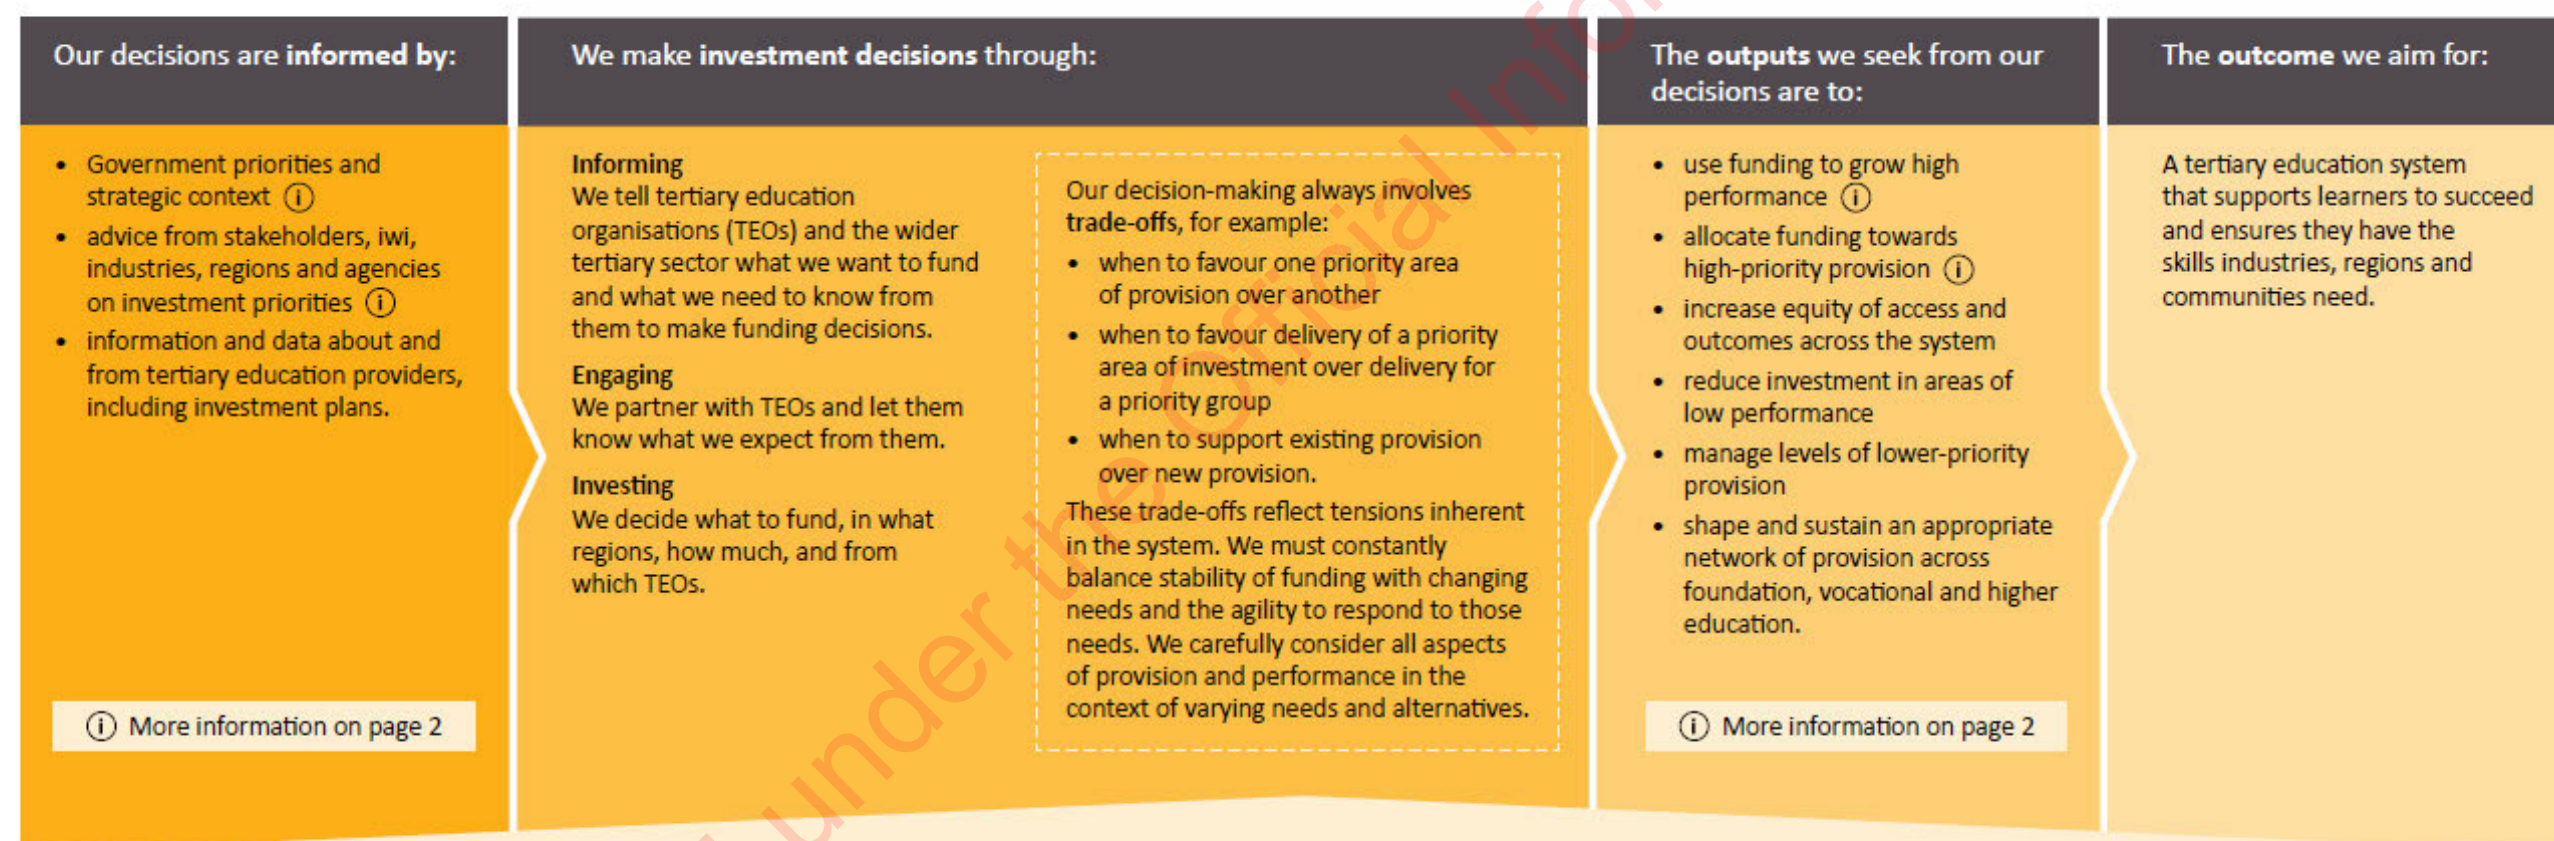 Our decisions are informed by:
• Government priorities and
strategic context ⓘ
• advice from stakeholders, iwi,
industries, regions and agencies
on investment priorities ⓘ
• information and data about and
from tertiary education providers,
including investment plans.
ⓘ More information on page 2
We make investment decisions through:
Informing
We tell tertiary education
organisations (TEOs) and the wider
tertiary sector what we want to fund
and what we need to know from
them to make funding decisions.
Engaging
We partner with TEOs and let them
know what we expect from them.
Investing
We decide what to fund, in what
regions, how much, and from
which TEOs.
Our decision-making always involves
trade-offs, for example:
• when to favour one priority area
of provision over another
• when to favour delivery of a priority
area of investment over delivery for
a priority group
• when to support existing provision
over new provision.
These trade-offs reflect tensions inherent
in the system. We must constantly
balance stability of funding with changing
needs and the agility to respond to those
needs. We carefully consider all aspects
of provision and performance in the
context of varying needs and alternatives.
The outputs we seek from our
decisions are to:
• use funding to grow high
performance ⓘ
• allocate funding towards
high-priority provision ⓘ
• increase equity of access and
outcomes across the system
• reduce investment in areas of
low performance
• manage levels of lower-priority
provision
• shape and sustain an appropriate
network of provision across
foundation, vocational and higher
education.
ⓘ More information on page 2
The outcome we aim for:
A tertiary education system
that supports learners to succeed
and ensures they have the
skills industries, regions and
communities need.
under the Official Infor